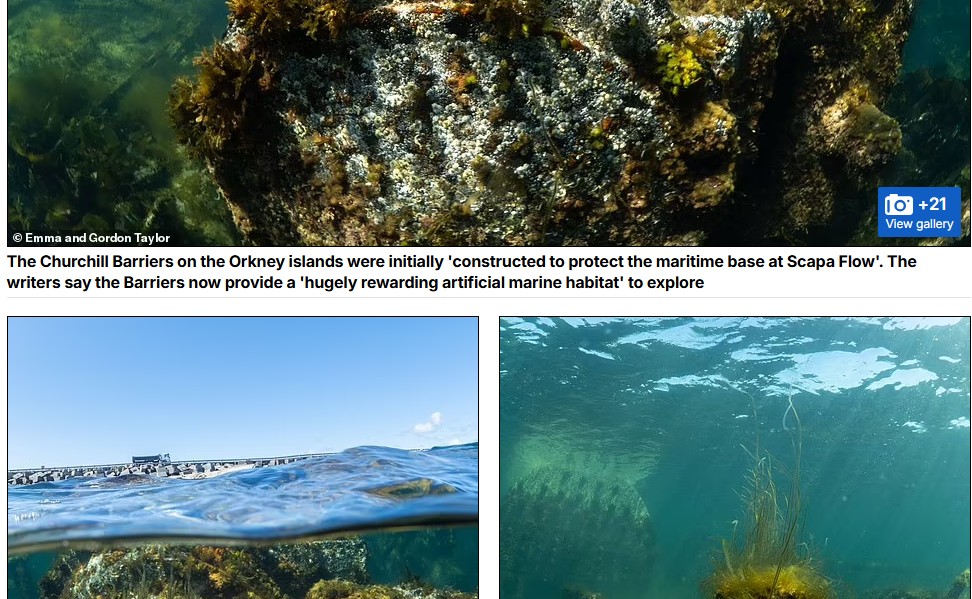 +21
View gallery
© Emma and Gordon Taylor
The Churchill Barriers on the Orkney islands were initially 'constructed to protect the maritime base at Scapa Flow'. The
writers say the Barriers now provide a 'hugely rewarding artificial marine habitat' to explore